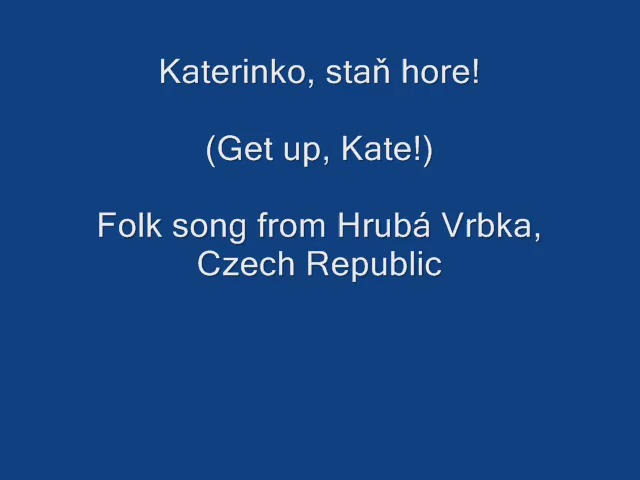 Katerinko, staň hore!
(Get up, Kate!)
Folk song from Hrubá Vrbka,
Czech Republic